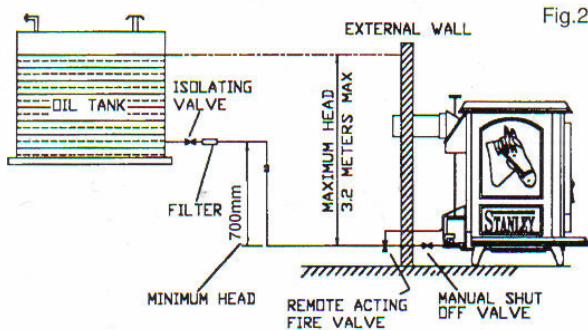 Fig.2
EXTERNAL WALL
ISOLATING
VALVE
OIL TANK
MAXIMUM HEAD
3.2 METERS MAX
FILTER
700mm
STANLEY
MINIMUM HEAD
REMOTE ACTING
FIRE VALVE
MANUAL SHUT
OFF VALVE